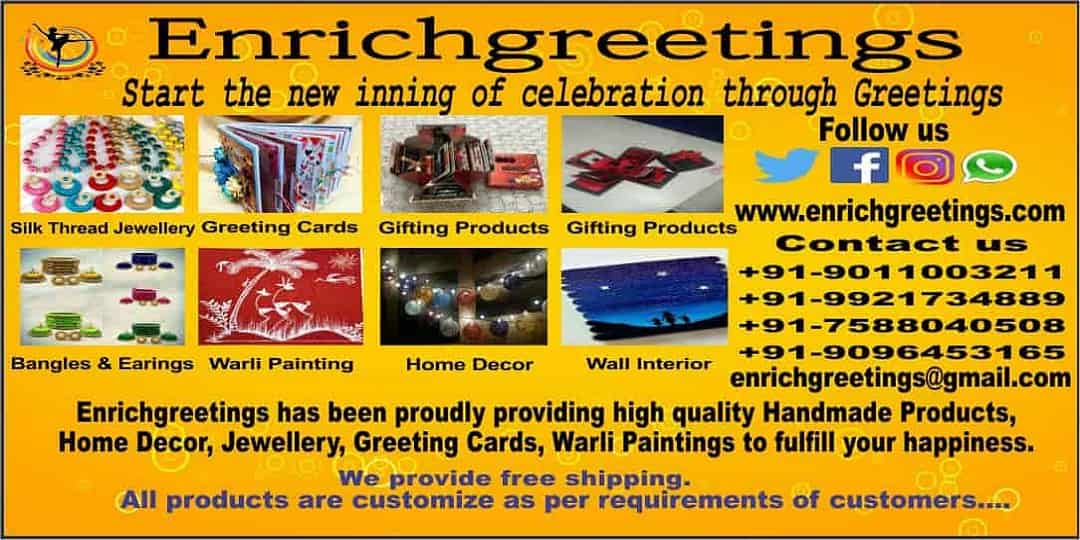 Enrichgreetings
Start the new inning of celebration through Greetings
Follow us
www.enrichgreetings.com
Contact us
+91-9011003211
+91-9921734889
+91-7588040508
+91-9096453165
enrichgreetings@gmail.com
Silk Thread Jewellery Greeting Cards Gifting Products Gifting Products
Bangles & Earings Warli Painting Home Decor Wall Interior
Enrichgreetings has been proudly providing high quality Handmade Products,
Home Decor, Jewellery, Greeting Cards, Warli Paintings to fulfill your happiness.
We provide free shipping.
All products are customize as per requirements of customers....